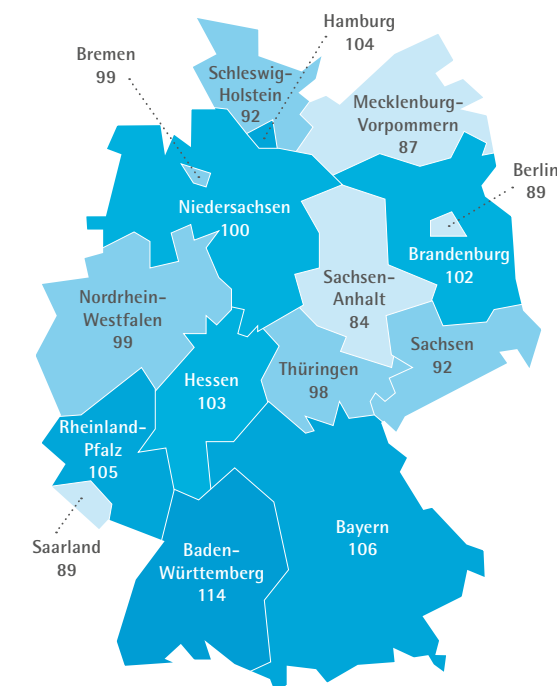 Hamburg
104
Bremen
99
Schleswig-
Holstein
92
Mecklenburg-
Vorpommern
87
Berlin
89
Niedersachsen
100
Brandenburg
102
Sachsen-
Anhalt
84
Nordrhein-
Westfalen
99
Sachsen
92
Thüringen
98
Hessen
103
Rheinland-
Pfalz
105
Saarland
89
Bayern
106
Baden-
Württemberg
114